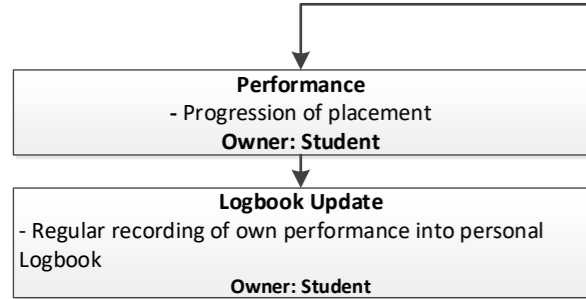 Performance
- Progression of placement
Owner: Student
Logbook Update
- Regular recording of own performance into personal
Logbook
Owner: Student